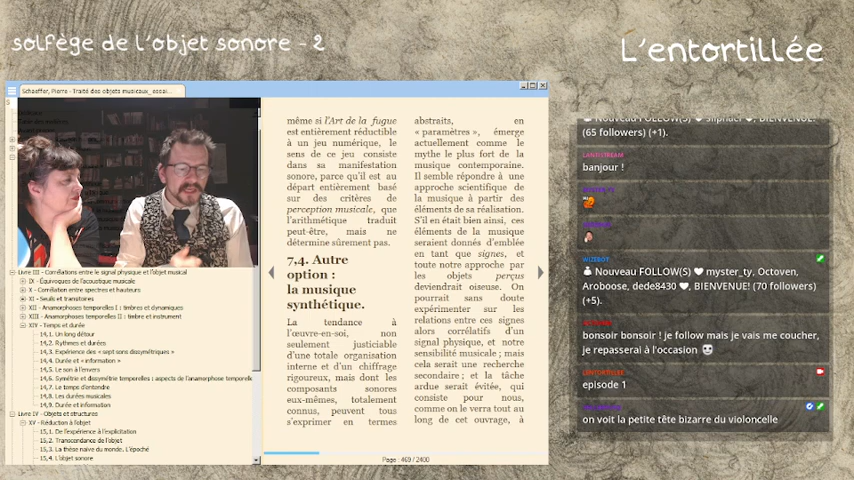 solfège de l'objet sonore - 2
L'entortillée
Schaeffer, Pierre - Traité des objets musicaux_ essai...
Livre III - Corrélations entre le signal physique et l'objet musical
IX - Équivoques de l'acoustique musicale
X - Corrélation entre spectres et hauteurs
XI - Seuils et transitoires
XII - Anamorphoses temporelles I : timbres et dynamiques
XIII - Anamorphoses temporelles II : timbre et instrument
XIV - Temps et durée
14,1. Un long détour
14,2. Rythmes et durées
14,3. Expérience des « sept sons dissymétriques »
14,4. Durée et « information »
14,5. Le son à l'envers
14,6. Symétrie et dissymétrie temporelles : aspects de l'anamorphose temporelle
14,7. Le temps d'entendre
14,8. Les durées musicales
14,9. Durée et information
Livre IV - Objets et structures
XV - Réduction à l'objet
15,1. De l'expérience à l'explicitation
15,2. Transcendance de l'objet
15,3. La thèse naïve du monde. L'époché
15,4. L'objet sonore
même si l'Art de la fugue
est entièrement réductible
à un jeu numérique, le
sens de ce jeu consiste
dans sa manifestation
sonore, parce qu'il est au
départ entièrement basé
sur des critères de
perception musicale, que
l'arithmétique traduit
peut-être, mais ne
détermine sûrement pas.
7,4. Autre
option :
la musique
synthétique.
La tendance à
l'œuvre-en-soi, non
seulement justiciable
d'une totale organisation
interne et d'un chiffrage
rigoureux, mais dont les
composants sonores
eux-mêmes, totalement
connus, peuvent tous
s'exprimer en termes
abstraits, en
« paramètres », émerge
actuellement comme le
mythe le plus fort de la
musique contemporaine.
Il semble répondre à une
approche scientifique de
la musique à partir des
éléments de sa réalisation.
S'il en était bien ainsi, ces
éléments de la musique
seraient donnés d'emblée
en tant que signes, et
toute notre approche par
les objets perçus
deviendrait oiseuse. On
pourrait sans doute
expérimenter sur les
relations entre ces signes
alors corrélatifs d'un
signal physique, et notre
sensibilité musicale ; mais
cela serait une recherche
secondaire ; et la tâche
ardue serait évitée, qui
consiste pour nous,
comme on le verra tout au
long de cet ouvrage, à
Page : 469 / 2400
Nouveau FOLLOW(S) BIENVENUE!
(65 followers) (+1).
banjour !
WIZEBOT
Nouveau FOLLOW(S) myster_ty, Octoven,
Aroboose, dede8430 , BIENVENUE! (70 followers)
(+5).
bonsoir bonsoir ! je follow mais je vais me coucher,
je repasserai à l'occasion
episode 1
on voit la petite tête bizarre du violoncelle